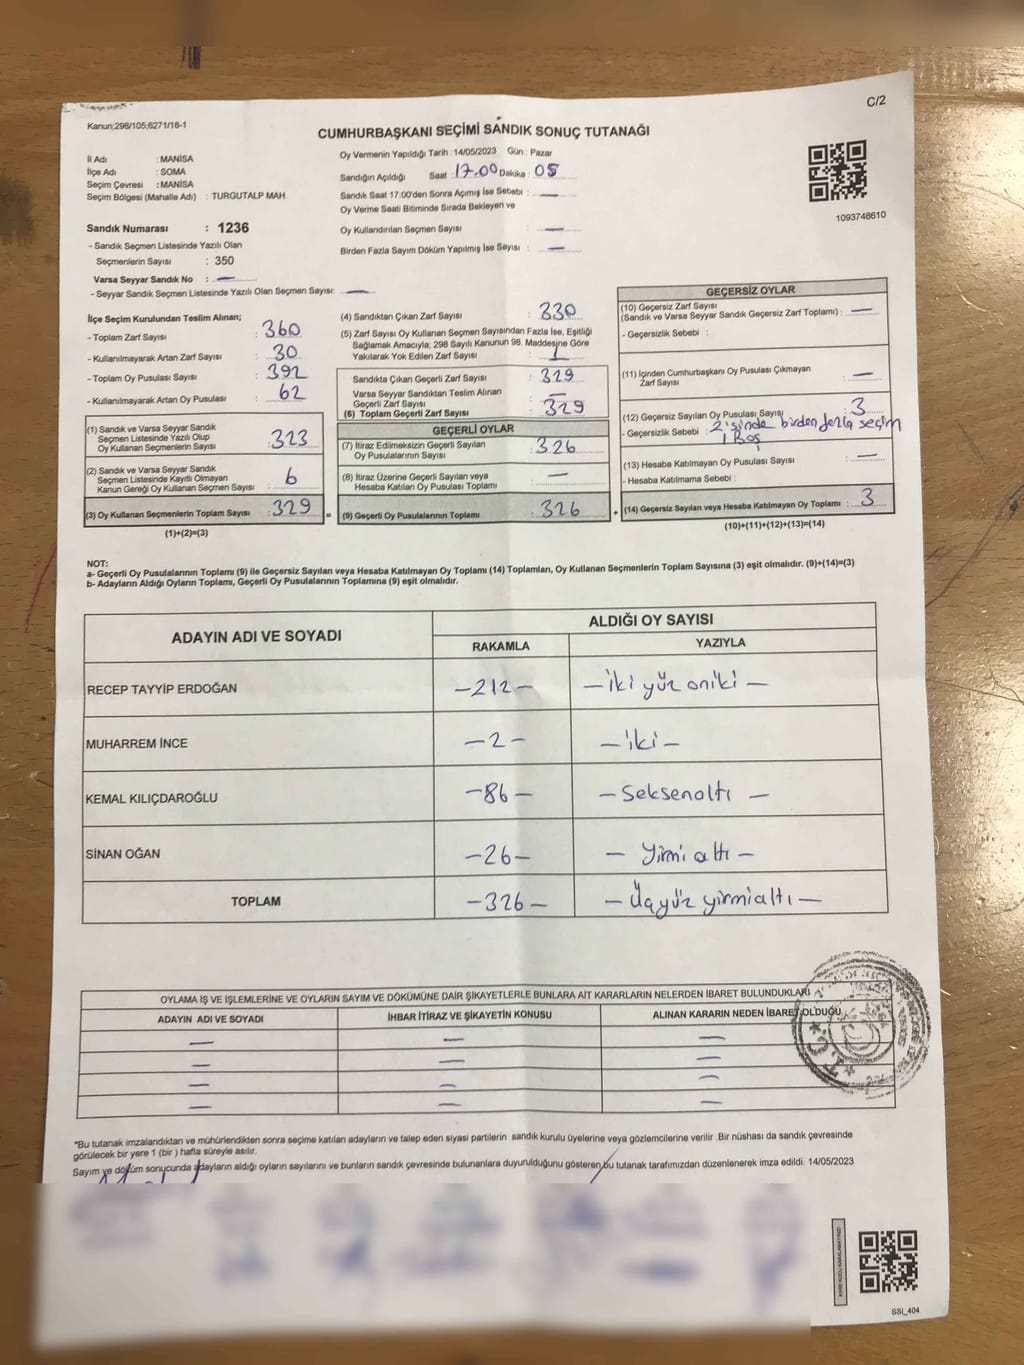 C/2
Kanun:298/105;6271/18-1
CUMHURBAŞKANI SEÇİMİ SANDIK SONUÇ TUTANAĞI
İl Adı : MANİSA
İlçe Adı : SOMA
Seçim Çevresi : MANİSA
Seçim Bölgesi (Mahalle Adı) : TURGUTALP MAH.
Sandık Numarası : 1236
- Sandık Seçmen Listesinde Yazılı Olan
Seçmenlerin Sayısı : 350
Varsa Seyyar Sandık No : —
- Seyyar Sandık Seçmen Listesinde Yazılı Olan Seçmen Sayısı: —
Oy Vermenin Yapıldığı Tarih : 14/05/2023 Gün : Pazar
Sandığın Açıldığı Saat : 17.00 Dakika : 05
Sandık Saat 17:00'den Sonra Açımış İse Sebebi : —
Oy Verme Saati Bitiminde Sırada Bekleyen ve
Oy Kullandırılan Seçmen Sayısı : —
Birden Fazla Sayım Döküm Yapılmış İse Sayısı : —
1093748610
İlçe Seçim Kurulundan Teslim Alınan;
- Toplam Zarf Sayısı : 360
- Kullanılmayarak Artan Zarf Sayısı : 30
- Toplam Oy Pusulası Sayısı : 392
- Kullanılmayarak Artan Oy Pusulası : 62
(1) Sandık ve Varsa Seyyar Sandık
Seçmen Listesinde Yazılı Olup
Oy Kullanan Seçmenlerin Sayısı : 323
(2) Sandık ve Varsa Seyyar Sandık
Seçmen Listesinde Kayıtlı Olmayan
Kanun Gereği Oy Kullanan Seçmen Sayısı : 6
(3) Oy Kullanan Seçmenlerin Toplam Sayısı : 329
(1)+(2)=(3)
(4) Sandıktan Çıkan Zarf Sayısı : 330
(5) Zarf Sayısı Oy Kullanan Seçmen Sayısından Fazla İse, Eşitliği
Sağlamak Amacıyla; 298 Sayılı Kanunun 98. Maddesine Göre
Yakılarak Yok Edilen Zarf Sayısı : 1
Sandıkta Çıkan Geçerli Zarf Sayısı : 329
Varsa Seyyar Sandıktan Teslim Alınan
Geçerli Zarf Sayısı : —
(6) Toplam Geçerli Zarf Sayısı : 329
GEÇERLİ OYLAR
(7) İtiraz Edilmeksizin Geçerli Sayılan
Oy Pusulalarının Sayısı : 326
(8) İtiraz Üzerine Geçerli Sayılan veya
Hesaba Katılan Oy Pusulası Toplamı : —
= (9) Geçerli Oy Pusulalarının Toplamı : 326
GEÇERSİZ OYLAR
(10) Geçersiz Zarf Sayısı
(Sandık ve Varsa Seyyar Sandık Geçersiz Zarf Toplamı) : —
- Geçersizlik Sebebi :
(11) İçinden Cumhurbaşkanı Oy Pusulası Çıkmayan
Zarf Sayısı : —
(12) Geçersiz Sayılan Oy Pusulası Sayısı : 3
- Geçersizlik Sebebi : 2'sinde birden fazla seçim
1 Boş
(13) Hesaba Katılmayan Oy Pusulası Sayısı : —
- Hesaba Katılmama Sebebi :
+ (14) Geçersiz Sayılan veya Hesaba Katılmayan Oy Toplamı : 3
(10)+(11)+(12)+(13)=(14)
NOT:
a- Geçerli Oy Pusulalarının Toplamı (9) ile Geçersiz Sayılan veya Hesaba Katılmayan Oy Toplamı (14) Toplamları, Oy Kullanan Seçmenlerin Toplam Sayısına (3) eşit olmalıdır. (9)+(14)=(3)
b- Adayların Aldığı Oyların Toplamı, Geçerli Oy Pusulalarının Toplamına (9) eşit olmalıdır.
ADAYIN ADI VE SOYADI
ALDIĞI OY SAYISI
RAKAMLA YAZIYLA
RECEP TAYYİP ERDOĞAN —212— —iki yüz oniki—
MUHARREM İNCE —2— —iki—
KEMAL KILIÇDAROĞLU —86— —Seksenaltı—
SİNAN OĞAN —26— —Yirmi altı—
TOPLAM —326— —Üçyüz yirmialtı—
OYLAMA İŞ VE İŞLEMLERİNE VE OYLARIN SAYIM VE DÖKÜMÜNE DAİR ŞİKAYETLERLE BUNLARA AİT KARARLARIN NELERDEN İBARET BULUNDUKLARI
ADAYIN ADI VE SOYADI İHBAR İTİRAZ VE ŞİKAYETİN KONUSU ALINAN KARARIN NEDEN İBARET OLDUĞU
— — —
— — —
— — —
— — —
T.C.
*Bu tutanak imzalandıktan ve mühürlendikten sonra seçime katılan adayların ve talep eden siyasi partilerin sandık kurulu üyelerine veya gözlemcilerine verilir .Bir nüshası da sandık çevresinde
görülecek bir yere 1 (bir ) hafta süreyle asılır.
Sayım ve döküm sonucunda adayların aldığı oyların sayılarını ve bunların sandık çevresinde bulunanlara duyurulduğunu gösteren bu tutanak tarafımızdan düzenlenerek imza edildi. 14/05/2023
SSI_404